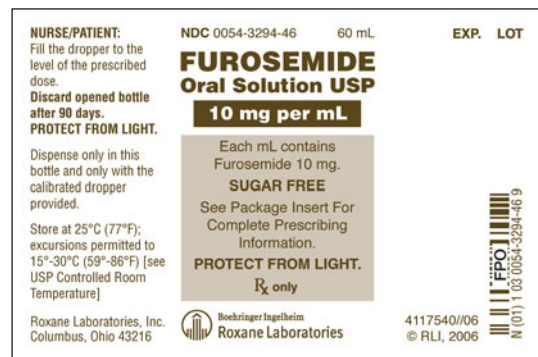 NURSE/PATIENT:
Fill the dropper to the
level of the prescribed
dose.
Discard opened bottle
after 90 days.
PROTECT FROM LIGHT.
Dispense only in this
bottle and only with the
calibrated dropper
provided.
Store at 25°C (77°F);
excursions permitted to
15°-30°C (59°-86°F) [see
USP Controlled Room
Temperature]
Roxane Laboratories, Inc.
Columbus, Ohio 43216
NDC 0054-3294-46 60 mL
FUROSEMIDE
Oral Solution USP
10 mg per mL
Each mL contains
Furosemide 10 mg.
SUGAR FREE
See Package Insert For
Complete Prescribing
Information.
PROTECT FROM LIGHT.
℞ only
Boehringer Ingelheim
Roxane Laboratories
EXP. LOT
4117540//06
© RLI, 2006
FPO
N (01) 1 03 0054-3294-46 9